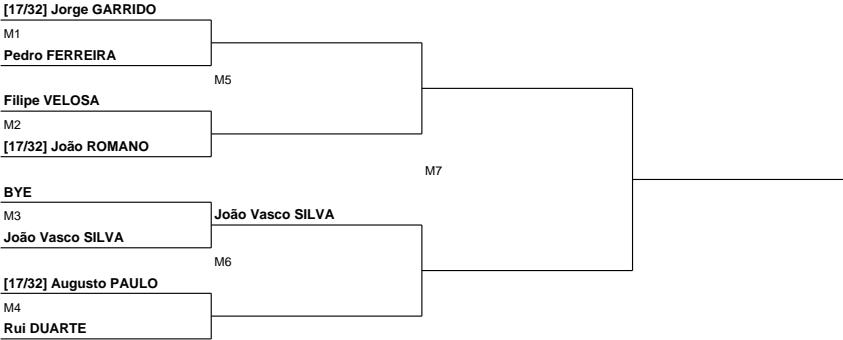 [17/32] Jorge GARRIDO
M1
Pedro FERREIRA
M5
Filipe VELOSA
M2
[17/32] João ROMANO
M7
BYE
M3
João Vasco SILVA
João Vasco SILVA
M6
[17/32] Augusto PAULO
M4
Rui DUARTE